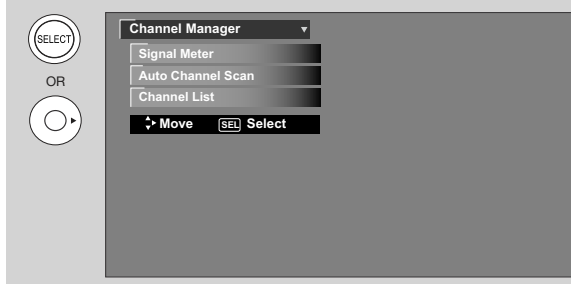 SELECT
OR
Channel Manager
Signal Meter
Auto Channel Scan
Channel List
Move SEL Select